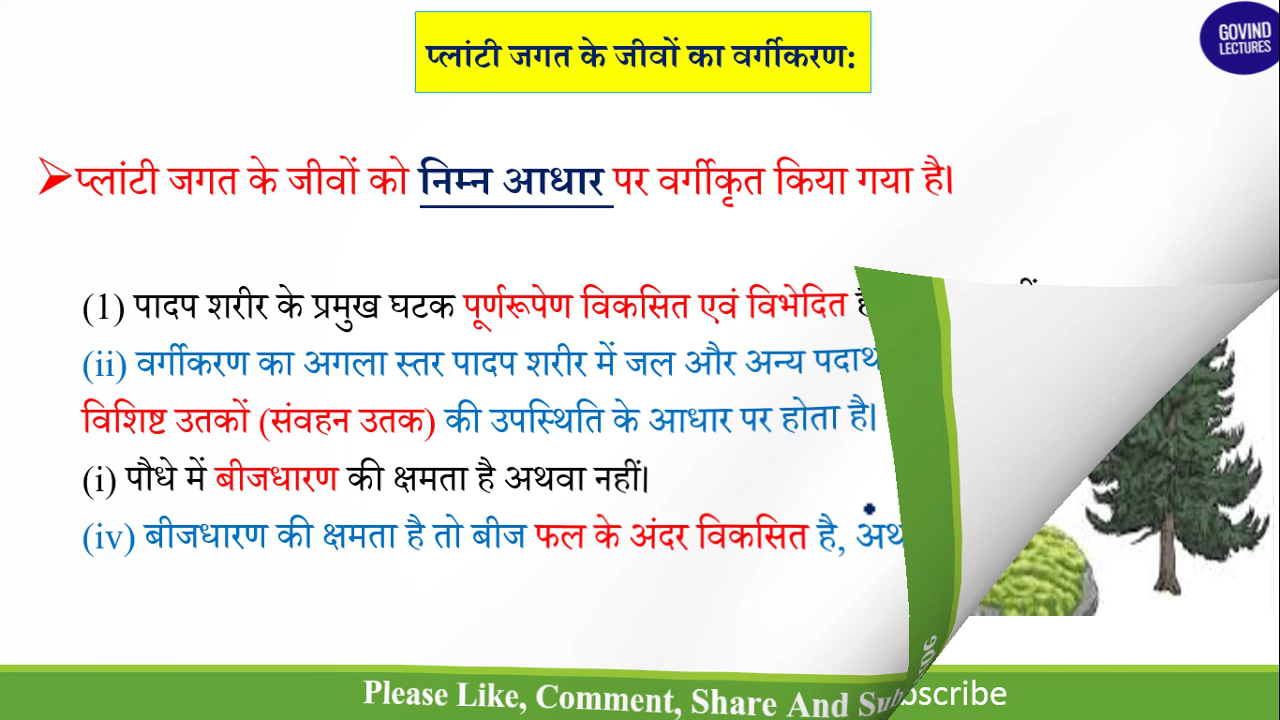 प्लांटी जगत के जीवों का वर्गीकरण:
GOVIND
LECTURES
प्लांटी जगत के जीवों को निम्न आधार पर वर्गीकृत किया गया है।
(1) पादप शरीर के प्रमुख घटक पूर्णरूपेण विकसित एवं विभेदित
(ii) वर्गीकरण का अगला स्तर पादप शरीर में जल और अन्य
विशिष्ट उतकों (संवहन उतक) की उपस्थिति के आधार पर होता है।
(i) पौधे में बीजधारण की क्षमता है अथवा नहीं।
(iv) बीजधारण की क्षमता है तो बीज फल के अंदर विकसित है,
Please Like, Comment, Share And Subscribe